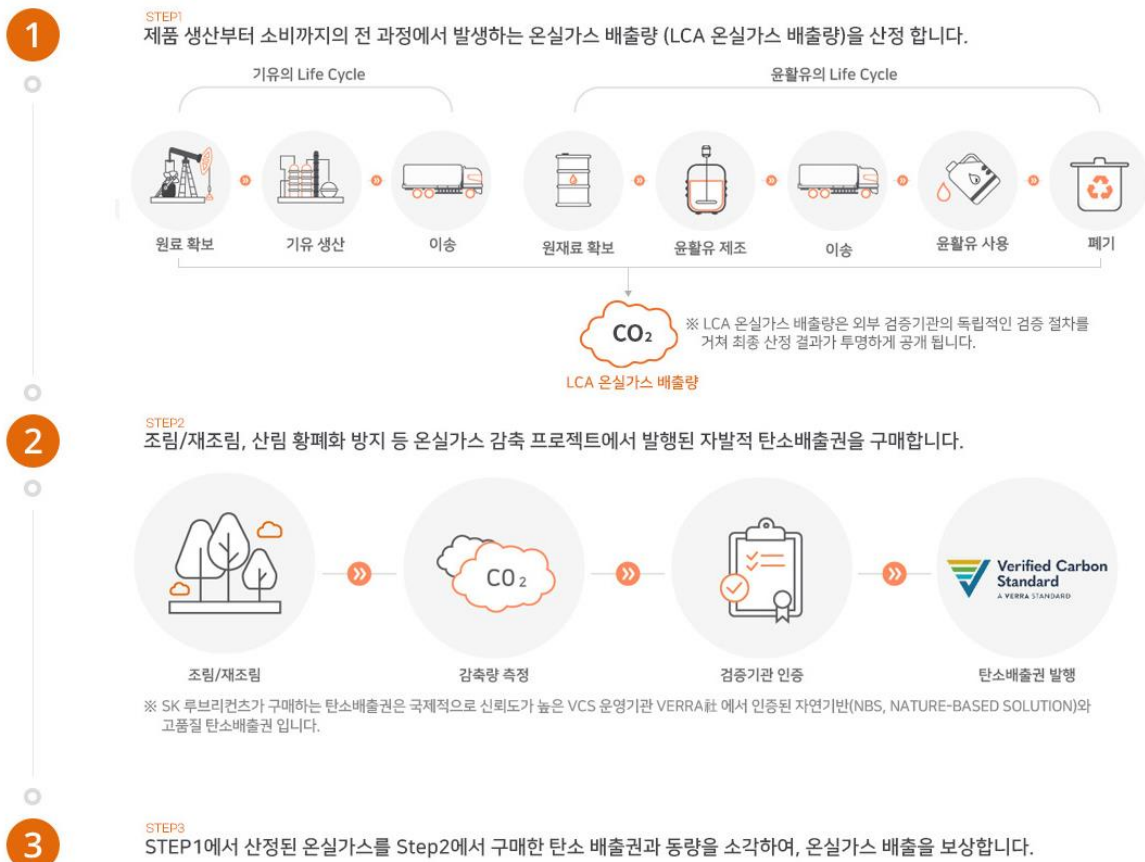 1
STEP1
제품 생산부터 소비까지의 전 과정에서 발생하는 온실가스 배출량 (LCA 온실가스 배출량)을 산정 합니다.
기유의 Life Cycle
윤활유의 Life Cycle
원료 확보
기유 생산
이송
원재료 확보
윤활유 제조
이송
윤활유 사용
폐기
CO₂
※ LCA 온실가스 배출량은 외부 검증기관의 독립적인 검증 절차를
거쳐 최종 산정 결과가 투명하게 공개 됩니다.
LCA 온실가스 배출량
2
STEP2
조림/재조림, 산림 황폐화 방지 등 온실가스 감축 프로젝트에서 발행된 자발적 탄소배출권을 구매합니다.
CO₂
Verified Carbon
Standard
A VERRA STANDARD
조림/재조림
감축량 측정
검증기관 인증
탄소배출권 발행
※ SK 루브리컨츠가 구매하는 탄소배출권은 국제적으로 신뢰도가 높은 VCS 운영기관 VERRA社 에서 인증된 자연기반(NBS, NATURE-BASED SOLUTION)와
고품질 탄소배출권 입니다.
3
STEP3
STEP1에서 산정된 온실가스를 Step2에서 구매한 탄소 배출권과 동량을 소각하여, 온실가스 배출을 보상합니다.